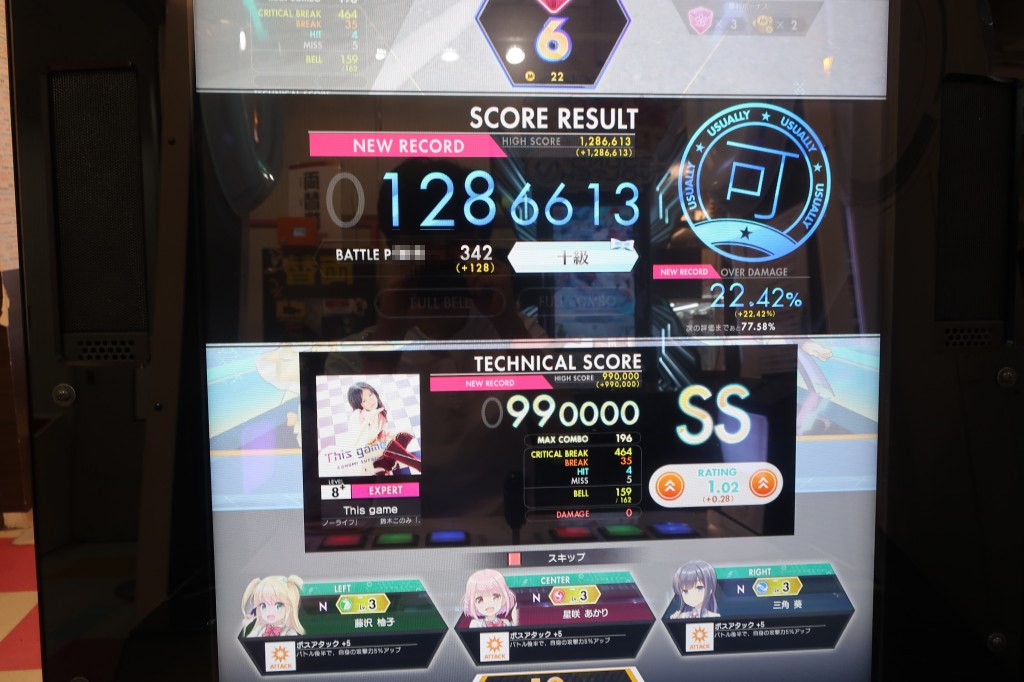 CRITICAL BREAK 464
BREAK 35
HIT 4
MISS 5
BELL 159
/162
6
22
× 3 × 2
SCORE RESULT
NEW RECORD
HIGH SCORE 1,286,613
(+1,286,613)
01286613
BATTLE P
342
(+128)
十級
USUALLY ★ USUALLY ★ USUALLY ★ USUALLY
可
NEW RECORD OVER DAMAGE
22.42%
(+22.42%)
次の評価まであと77.58%
FULL BELL
TECHNICAL SCORE
NEW RECORD
HIGH SCORE 990,000
(+990,000)
0990000
SS
This game
KONOMI SUZUKI
MAX COMBO 196
CRITICAL BREAK 464
BREAK 35
HIT 4
MISS 5
BELL 159
/162
DAMAGE 0
RATING
1.02
(+0.28)
LEVEL
8+ EXPERT
This game
ノーライフ」 鈴木このみ「
スキップ
LEFT
N Lv 3
藤沢 柚子
ボスアタック +5
バトル後半で、自身の攻撃力5%アップ
ATTACK
CENTER
N Lv 3
星咲 あかり
ボスアタック +5
バトル後半で、自身の攻撃力5%アップ
ATTACK
RIGHT
N Lv 3
三角 葵
ボスアタック +5
バトル後半で、自身の攻撃力5%アップ
ATTACK